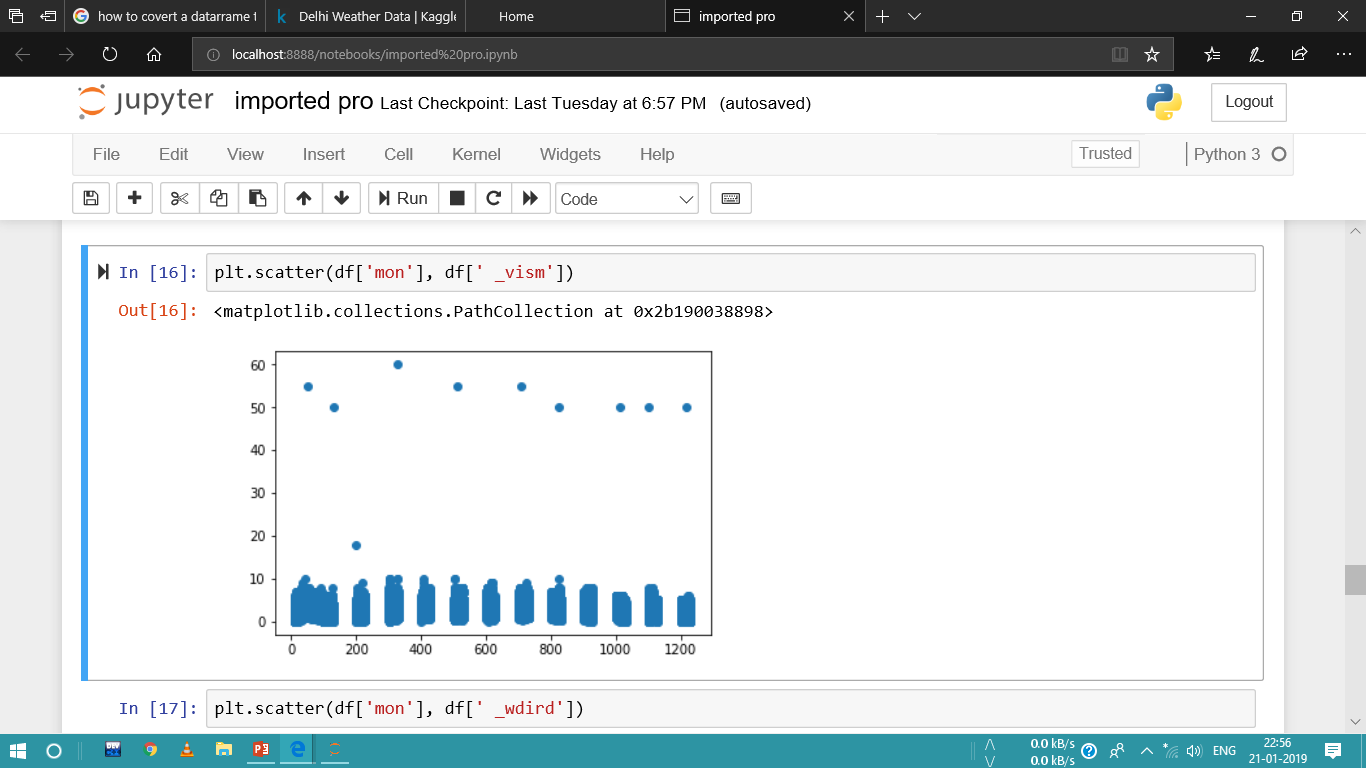 how to covert a datarrame t
Delhi Weather Data | Kaggle
Home
imported pro
localhost:8888/notebooks/imported%20pro.ipynb
jupyter imported pro Last Checkpoint: Last Tuesday at 6:57 PM (autosaved)
Logout
File Edit View Insert Cell Kernel Widgets Help Trusted Python 3
Run Code
In [16]: plt.scatter(df['mon'], df[' _vism'])
Out[16]: <matplotlib.collections.PathCollection at 0x2b190038898>
60
50
40
30
20
10
0
0 200 400 600 800 1000 1200
In [17]: plt.scatter(df['mon'], df[' _wdird'])
0.0 kB/s
0.0 kB/s
ENG
22:56
21-01-2019